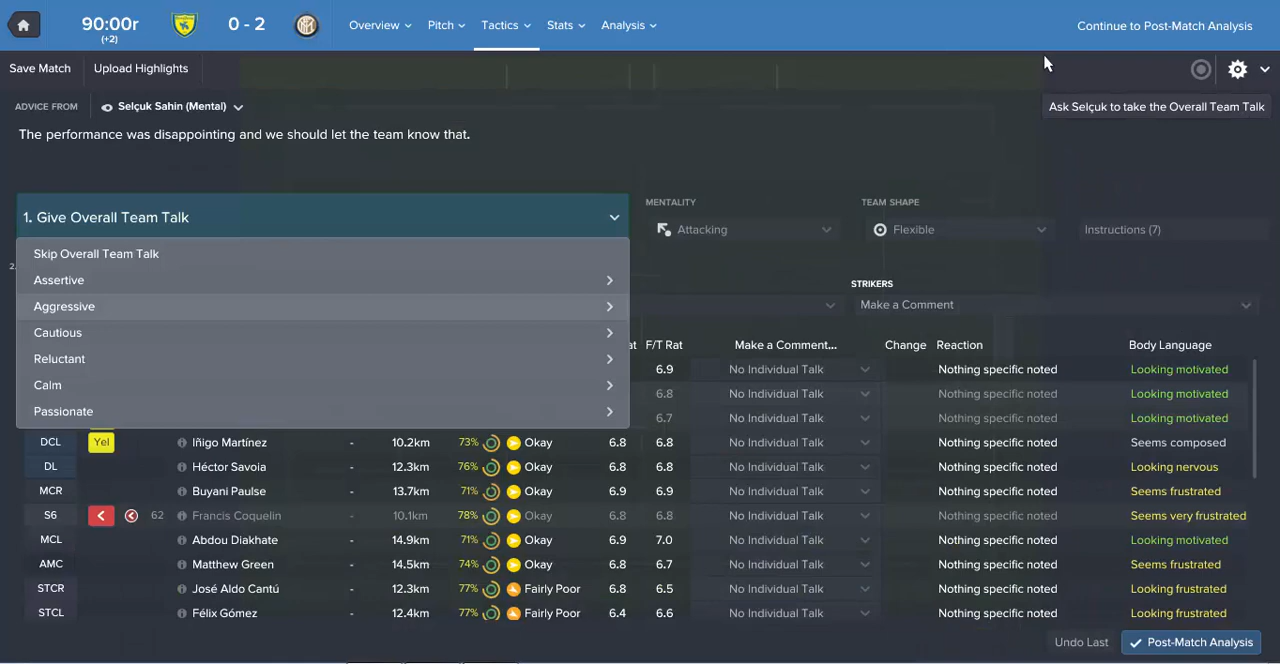 90:00r 0 - 2 Overview Pitch Tactics Stats Analysis Continue to Post-Match Analysis
(+2)
Save Match Upload Highlights
ADVICE FROM Selçuk Sahin (Mental) Ask Selçuk to take the Overall Team Talk
The performance was disappointing and we should let the team know that.
MENTALITY TEAM SHAPE
1. Give Overall Team Talk
Attacking Flexible Instructions (7)
Skip Overall Team Talk
2.
Assertive
STRIKERS
Aggressive Make a Comment
Cautious
at F/T Rat Make a Comment... Change Reaction Body Language
Reluctant
6.9 No Individual Talk Nothing specific noted Looking motivated
Calm
6.8 No Individual Talk Nothing specific noted Looking motivated
Passionate
6.7 No Individual Talk Nothing specific noted Looking motivated
DCL Yel Iñigo Martínez - 10.2km 73% Okay 6.8 6.8 No Individual Talk Nothing specific noted Seems composed
DL Héctor Savoia - 12.3km 76% Okay 6.8 6.8 No Individual Talk Nothing specific noted Looking nervous
MCR Buyani Paulse - 13.7km 71% Okay 6.9 6.9 No Individual Talk Nothing specific noted Seems frustrated
S6 62 Francis Coquelin - 10.1km 78% Okay 6.8 6.8 No Individual Talk Nothing specific noted Seems very frustrated
MCL Abdou Diakhate - 14.9km 71% Okay 6.9 7.0 No Individual Talk Nothing specific noted Looking motivated
AMC Matthew Green - 14.5km 74% Okay 6.8 6.7 No Individual Talk Nothing specific noted Seems frustrated
STCR José Aldo Cantú - 12.3km 77% Fairly Poor 6.8 6.5 No Individual Talk Nothing specific noted Looking frustrated
STCL Félix Gómez - 12.4km 77% Fairly Poor 6.4 6.6 No Individual Talk Nothing specific noted Looking frustrated
Undo Last Post-Match Analysis